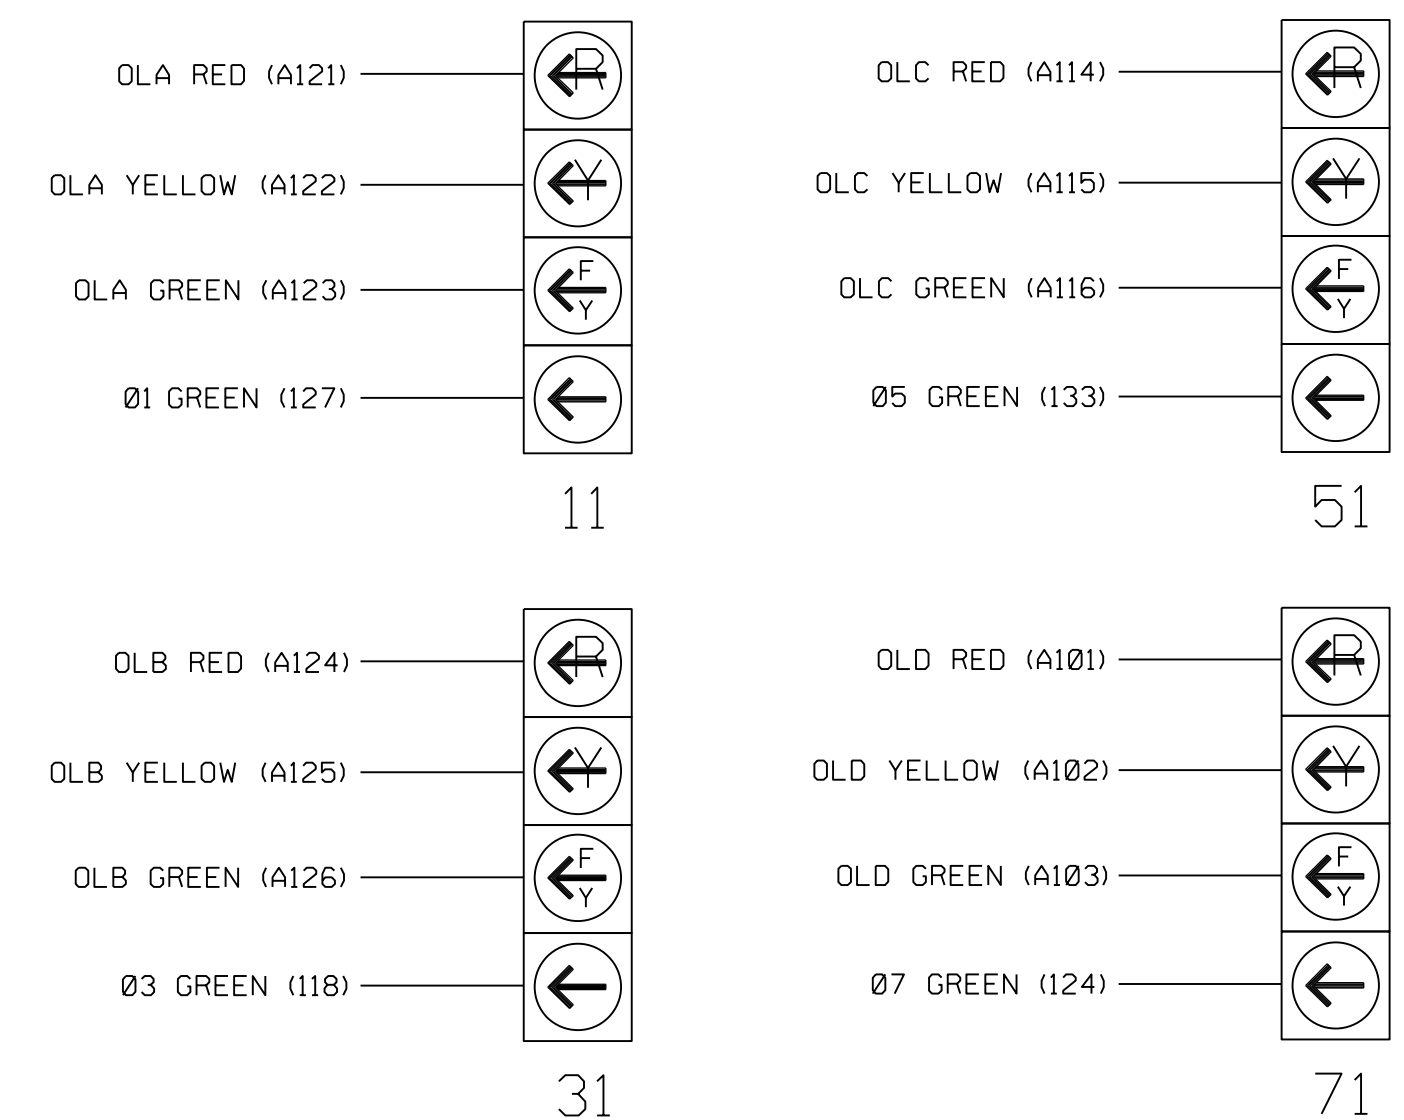 OLA RED (A121)
R
OLA YELLOW (A122)
Y
OLA GREEN (A123)
F
Y
Ø1 GREEN (127)
11
OLC RED (A114)
R
OLC YELLOW (A115)
Y
OLC GREEN (A116)
F
Y
Ø5 GREEN (133)
51
OLB RED (A124)
R
OLB YELLOW (A125)
Y
OLB GREEN (A126)
F
Y
Ø3 GREEN (118)
31
OLD RED (A1Ø1)
R
OLD YELLOW (A1Ø2)
Y
OLD GREEN (A1Ø3)
F
Y
Ø7 GREEN (124)
71